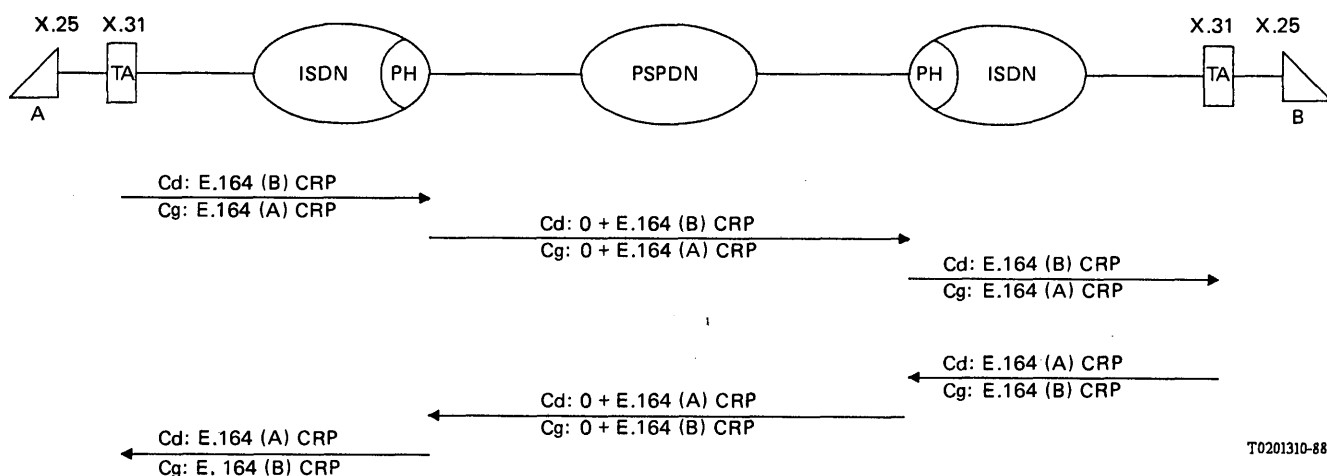 X.25 X.31 X.31 X.25
TA ISDN PH PSPDN PH ISDN TA
A B
Cd: E.164 (B) CRP
Cg: E.164 (A) CRP
Cd: 0 + E.164 (B) CRP
Cg: 0 + E.164 (A) CRP
Cd: E.164 (B) CRP
Cg: E.164 (A) CRP
Cd: E.164 (A) CRP
Cg: E.164 (B) CRP
Cd: 0 + E.164 (A) CRP
Cg: 0 + E.164 (B) CRP
Cd: E.164 (A) CRP
Cg: E. 164 (B) CRP
T0201310-88